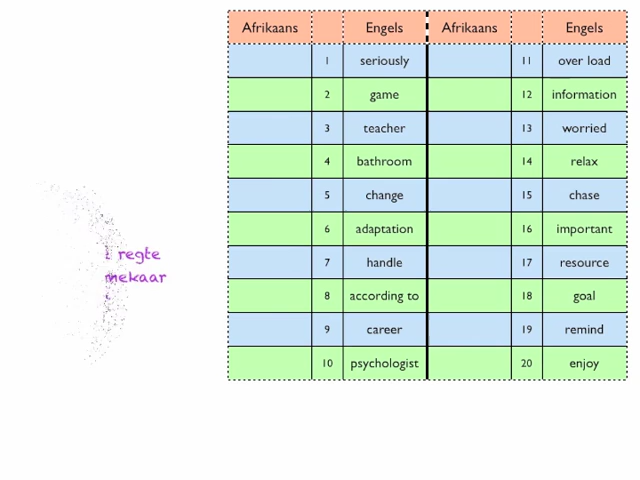 Afrikaans Engels Afrikaans Engels
1 seriously 11 over load
2 game 12 information
3 teacher 13 worried
4 bathroom 14 relax
5 change 15 chase
6 adaptation 16 important
7 handle 17 resource
8 according to 18 goal
9 career 19 remind
10 psychologist 20 enjoy
regte
mekaar